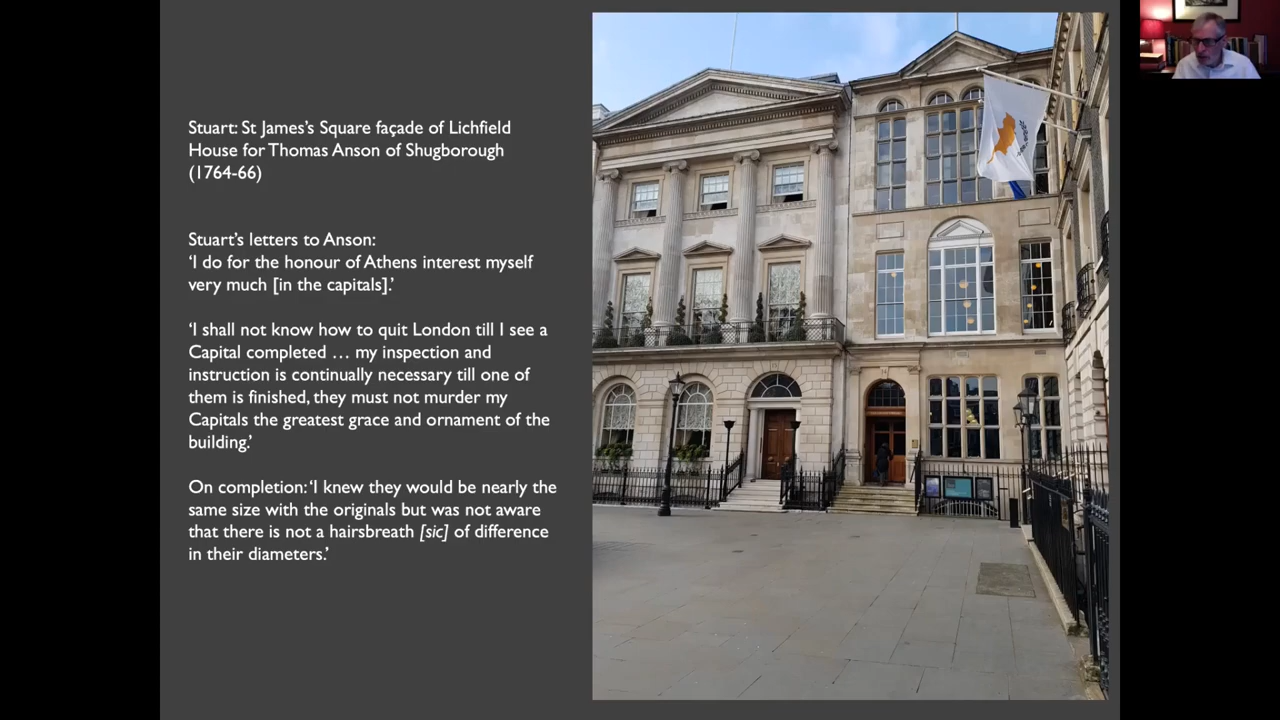 Stuart: St James's Square façade of Lichfield
House for Thomas Anson of Shugborough
(1764-66)
Stuart's letters to Anson:
'I do for the honour of Athens interest myself
very much [in the capitals].'
'I shall not know how to quit London till I see a
Capital completed … my inspection and
instruction is continually necessary till one of
them is finished, they must not murder my
Capitals the greatest grace and ornament of the
building.'
On completion: 'I knew they would be nearly the
same size with the originals but was not aware
that there is not a hairsbreath [sic] of difference
in their diameters.'